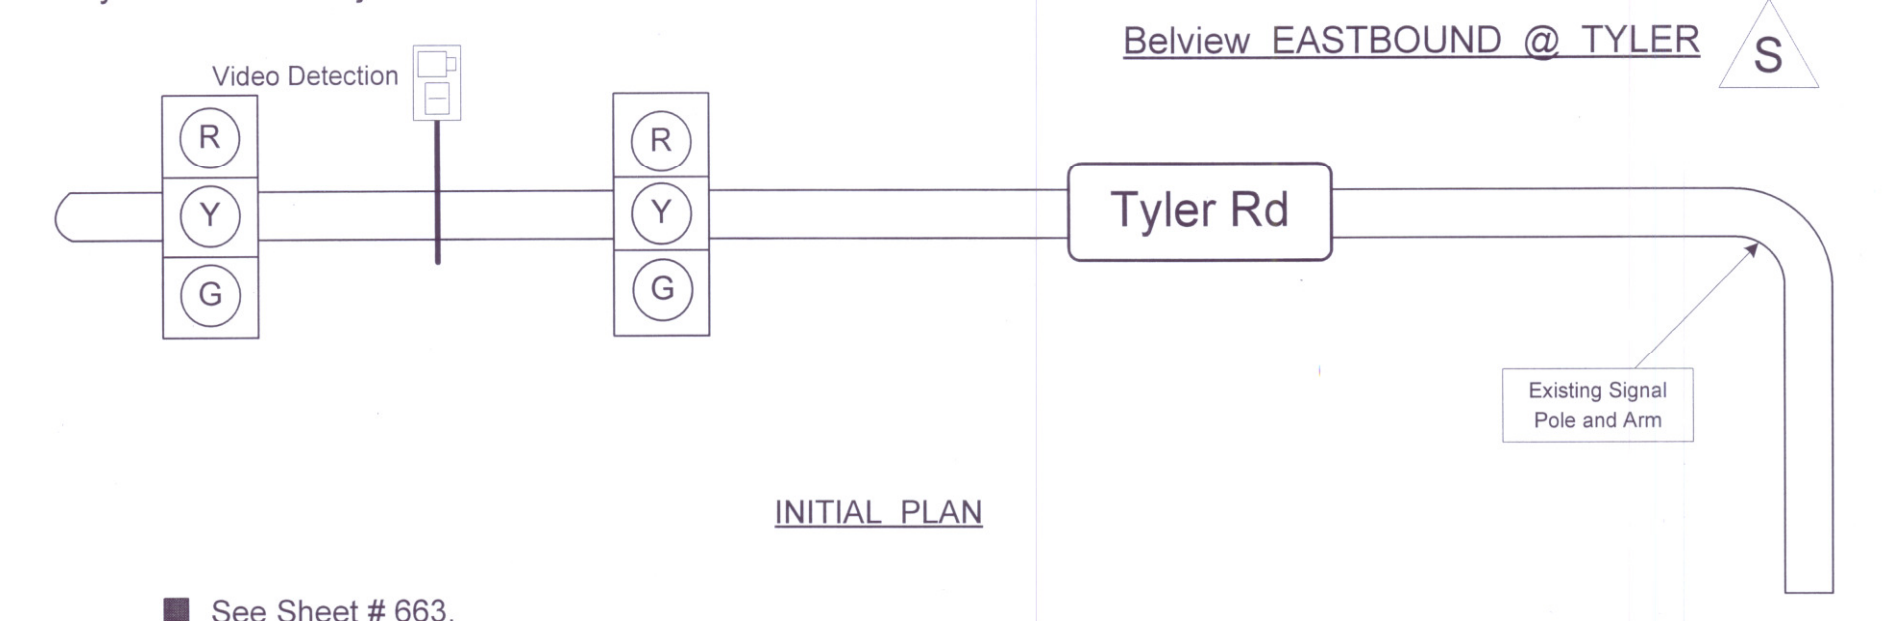 Belview EASTBOUND @ TYLER
S
Video Detection
R
Y
G
R
Y
G
Tyler Rd
Existing Signal
Pole and Arm
INITIAL PLAN
See Sheet # 663.